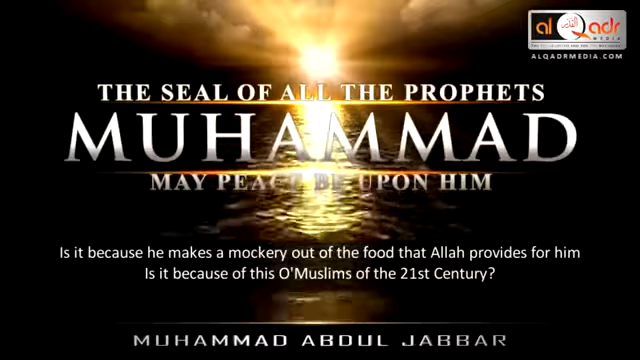 al Qadr
MEDIA
ALQADRMEDIA.COM
THE SEAL OF ALL THE PROPHETS
MUHAMMAD
MAY PEACE BE UPON HIM
Is it because he makes a mockery out of the food that Allah provides for him
Is it because of this O'Muslims of the 21st Century?
MUHAMMAD ABDUL JABBAR